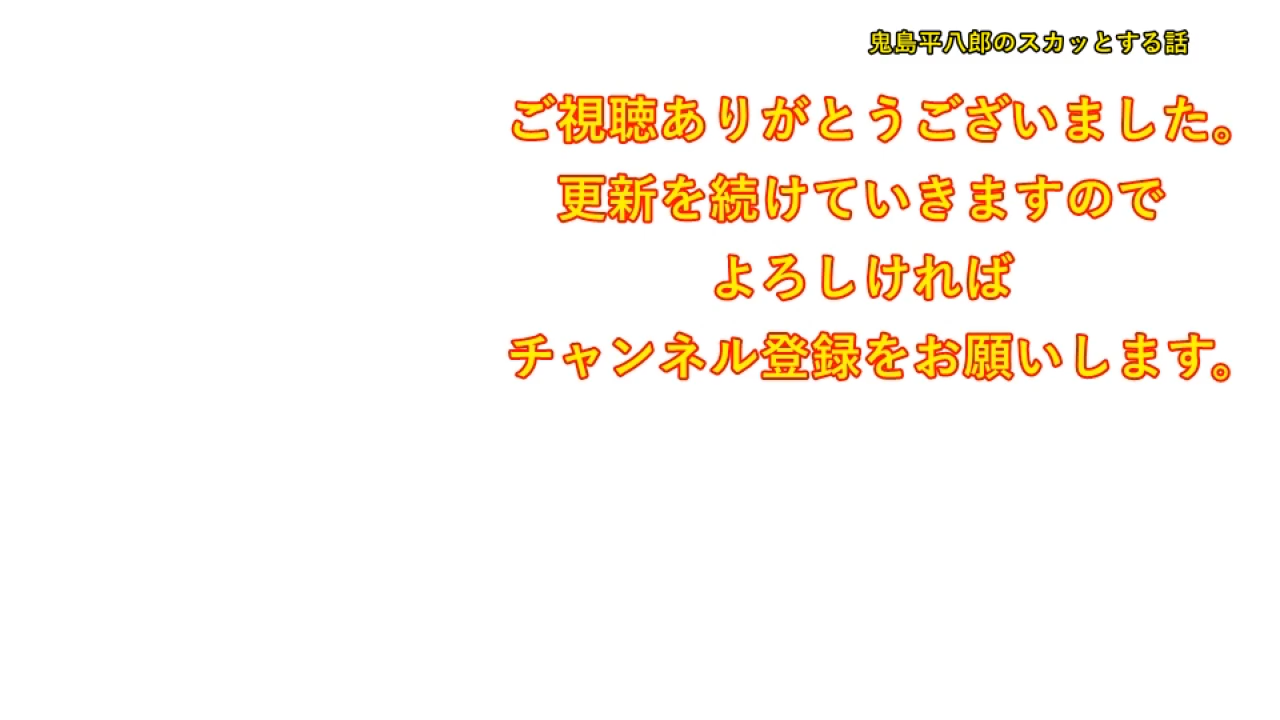 鬼島平八郎のスカッとする話
ご視聴ありがとうございました。
更新を続けていきますので
よろしければ
チャンネル登録をお願いします。